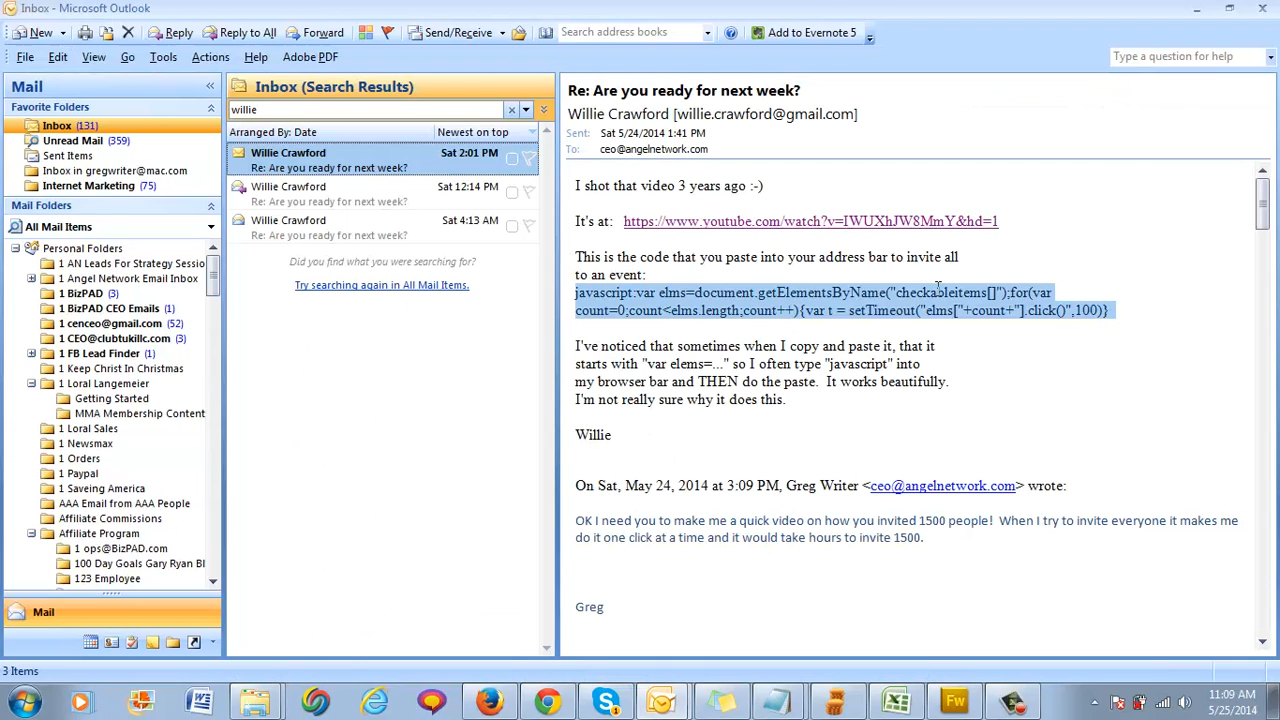 Inbox - Microsoft Outlook
New Reply Reply to All Forward Send/Receive Search address books Add to Evernote 5
File Edit View Go Tools Actions Help Adobe PDF Type a question for help
Mail
Favorite Folders
Inbox (131)
Unread Mail (359)
Sent Items
Inbox in gregwriter@mac.com
Internet Marketing (75)
Mail Folders
All Mail Items
Personal Folders
1 AN Leads For Strategy Sessio
1 Angel Network Email Inbox
1 BizPAD (3)
1 BizPAD CEO Emails (1)
1 cenceo@gmail.com (52)
1 CEO@clubtukillc.com (3)
1 FB Lead Finder (1)
1 Keep Christ In Christmas
1 Loral Langemeier
Getting Started
MMA Membership Content
1 Loral Sales
1 Newsmax
1 Orders
1 Paypal
1 Saveing America
AAA Email from AAA People
Affiliate Commissions
Affiliate Program
1 ops@BizPAD.com
100 Day Goals Gary Ryan Bl
123 Employee
Mail
3 Items
Inbox (Search Results)
willie
Arranged By: Date Newest on top
Willie Crawford Sat 2:01 PM
Re: Are you ready for next week?
Willie Crawford Sat 12:14 PM
Re: Are you ready for next week?
Willie Crawford Sat 4:13 AM
Re: Are you ready for next week?
Did you find what you were searching for?
Try searching again in All Mail Items.
Re: Are you ready for next week?
Willie Crawford [willie.crawford@gmail.com]
Sent: Sat 5/24/2014 1:41 PM
To: ceo@angelnetwork.com
I shot that video 3 years ago :-)
It's at: https://www.youtube.com/watch?v=IWUXhJW8MmY&hd=1
This is the code that you paste into your address bar to invite all
to an event:
javascript:var elms=document.getElementsByName("checkableitems[]");for(var
count=0;count<elms.length;count++){var t = setTimeout("elms["+count+"].click()",100)}
I've noticed that sometimes when I copy and paste it, that it
starts with "var elems=..." so I often type "javascript" into
my browser bar and THEN do the paste. It works beautifully.
I'm not really sure why it does this.
Willie
On Sat, May 24, 2014 at 3:09 PM, Greg Writer <ceo@angelnetwork.com> wrote:
OK I need you to make me a quick video on how you invited 1500 people! When I try to invite everyone it makes me
do it one click at a time and it would take hours to invite 1500.
Greg
Fw
11:09 AM
5/25/2014